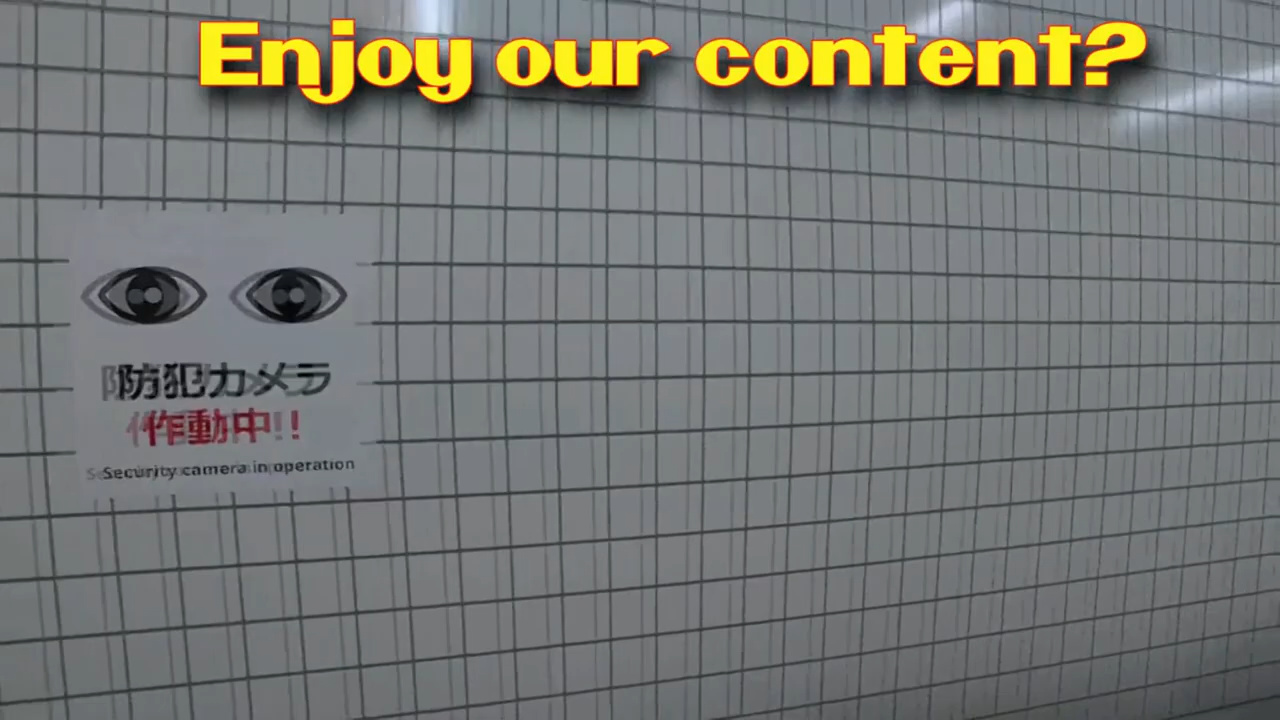 Enjoy our content?
防犯カメラ
作動中!!
Security camera in operation